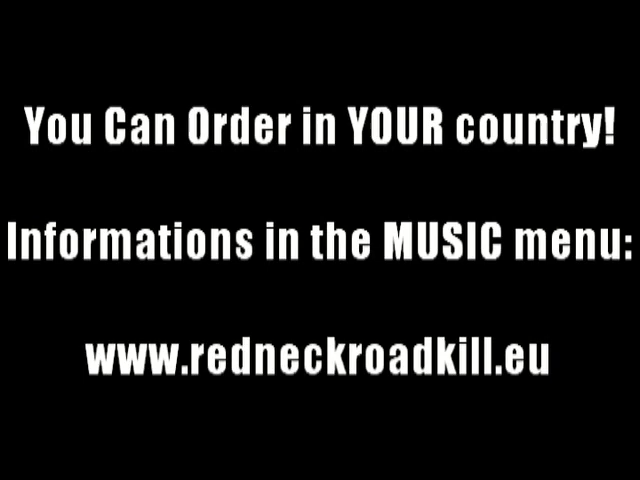 You Can Order in YOUR country!
Informations in the MUSIC menu:
www.redneckroadkill.eu